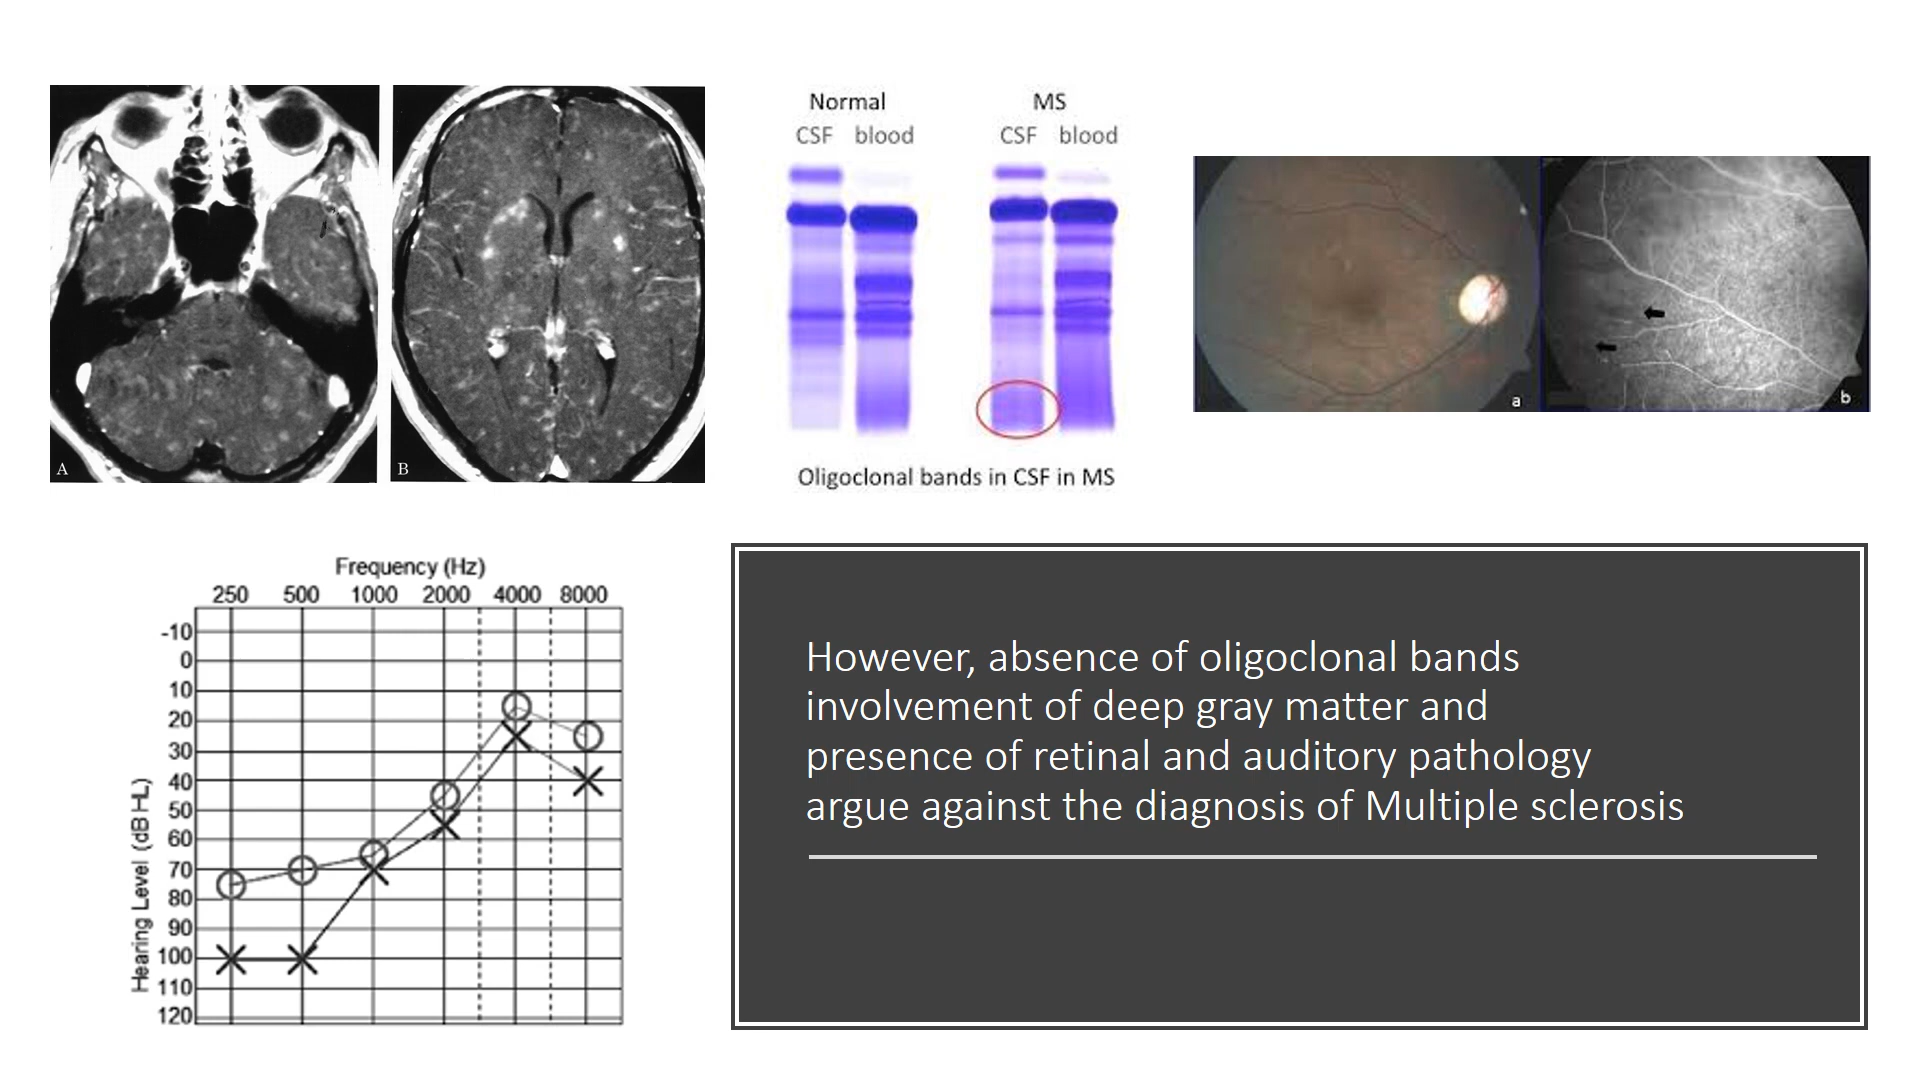 A
B
Normal MS
CSF blood CSF blood
Oligoclonal bands in CSF in MS
a
b
Frequency (Hz)
250 500 1000 2000 4000 8000
Hearing Level (dB HL)
-10
0
10
20
30
40
50
60
70
80
90
100
110
120
However, absence of oligoclonal bands
involvement of deep gray matter and
presence of retinal and auditory pathology
argue against the diagnosis of Multiple sclerosis